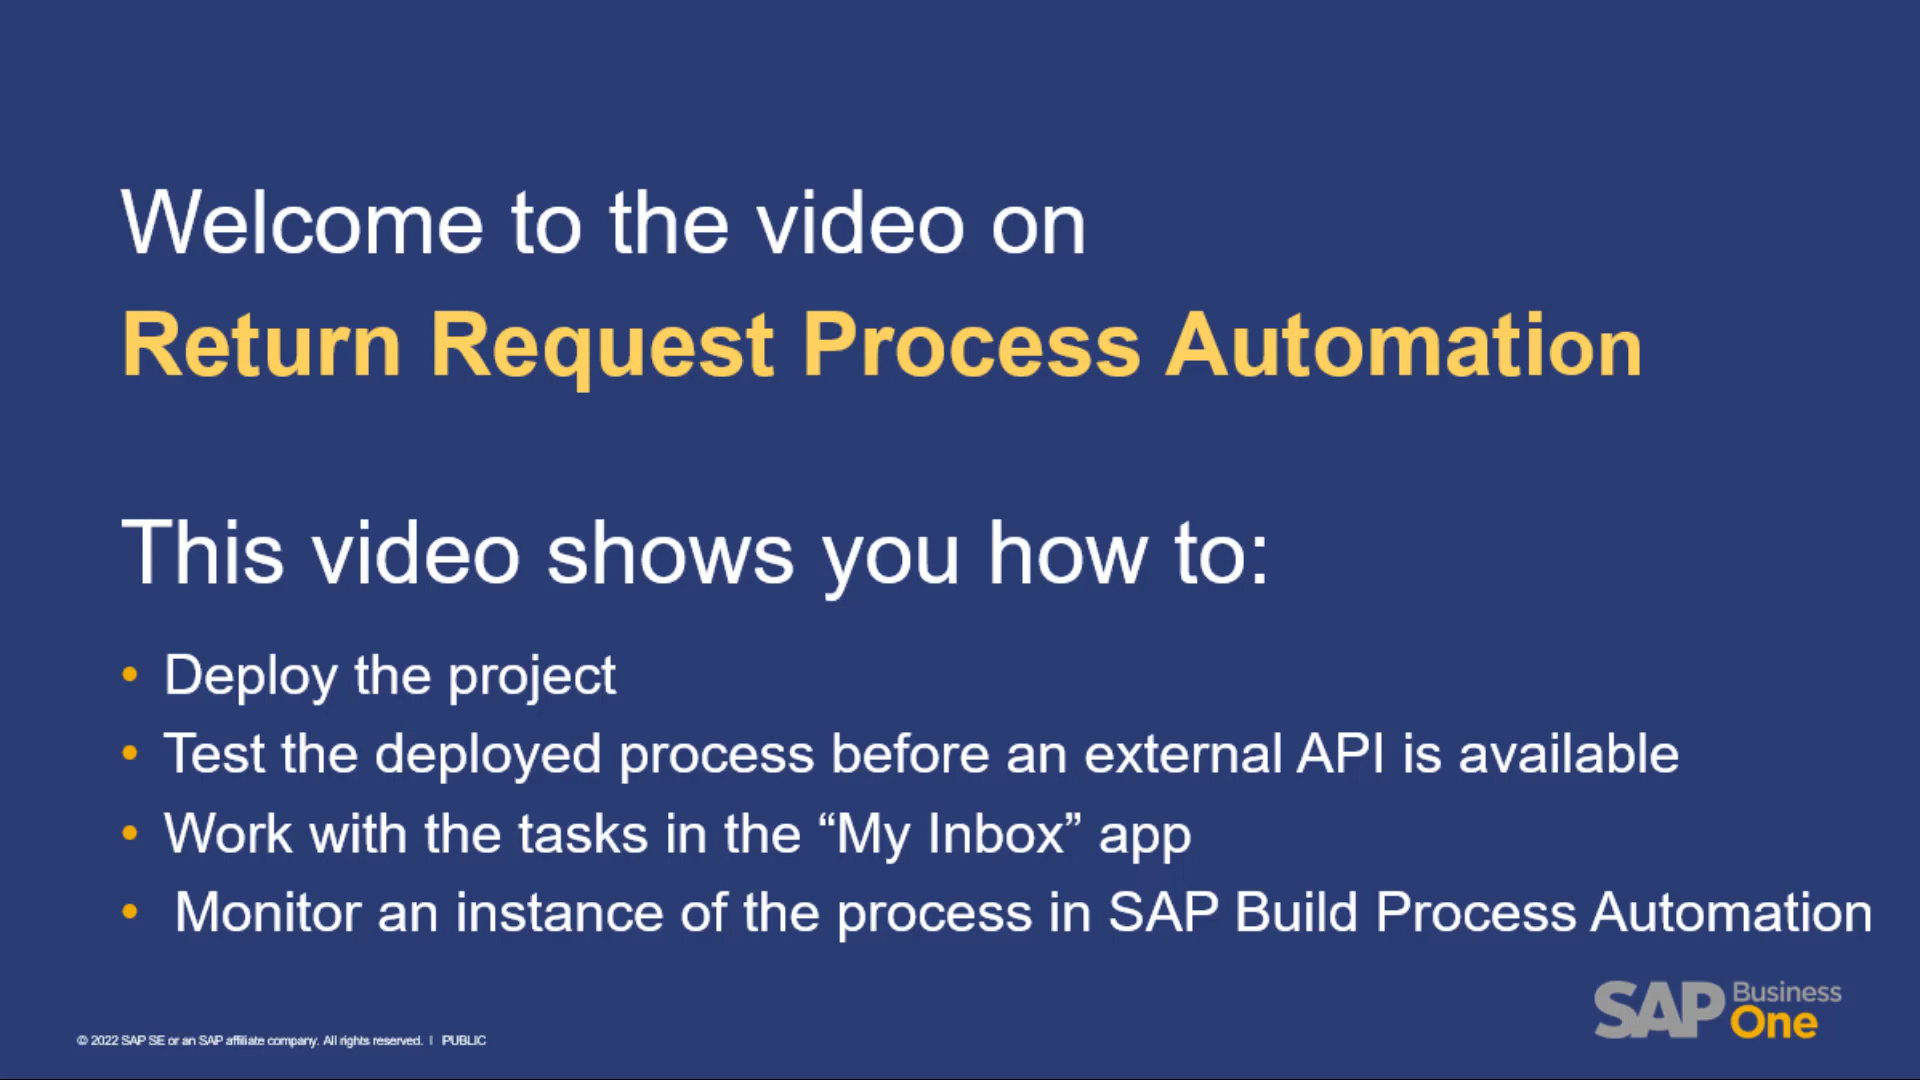 Welcome to the video on
Return Request Process Automation
This video shows you how to:
• Deploy the project
• Test the deployed process before an external API is available
• Work with the tasks in the “My Inbox” app
• Monitor an instance of the process in SAP Build Process Automation
SAP Business One
© 2022 SAP SE or an SAP affiliate company. All rights reserved. | PUBLIC